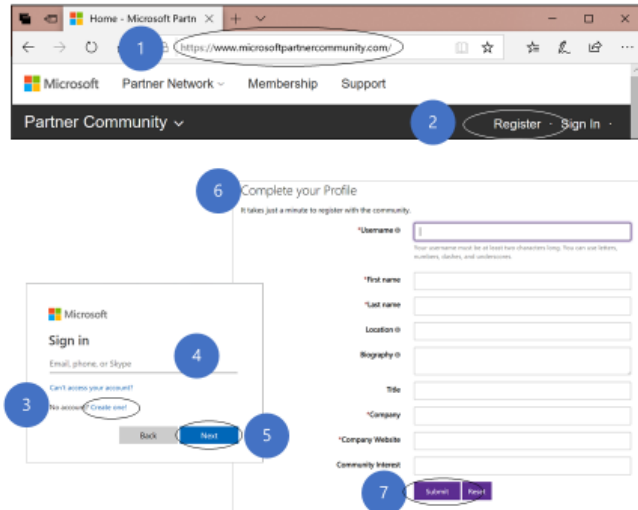 Home - Microsoft Partn
1
https://www.microsoftpartnercommunity.com/
Microsoft
Partner Network
Membership
Support
Partner Community
2
Register · Sign In ·
6
Complete your Profile
It takes just a minute to register with the community.
*Username
Your username must be at least two characters long. You can use letters,
numbers, dashes, and underscores.
*First name
*Last name
Location
Biography
Title
*Company
*Company Website
Community Interest
7
Submit
Reset
Microsoft
Sign in
Email, phone, or Skype
4
Can't access your account?
3
No account? Create one!
Back
Next
5